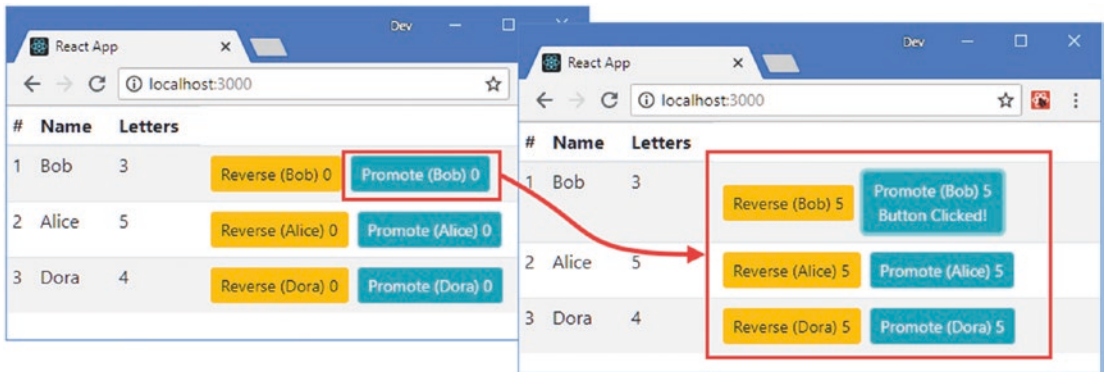 Dev
React App
localhost:3000
# Name Letters
1 Bob 3 Reverse (Bob) 0 Promote (Bob) 0
2 Alice 5 Reverse (Alice) 0 Promote (Alice) 0
3 Dora 4 Reverse (Dora) 0 Promote (Dora) 0
Dev
React App
localhost:3000
# Name Letters
1 Bob 3 Reverse (Bob) 5 Promote (Bob) 5
Button Clicked!
2 Alice 5 Reverse (Alice) 5 Promote (Alice) 5
3 Dora 4 Reverse (Dora) 5 Promote (Dora) 5